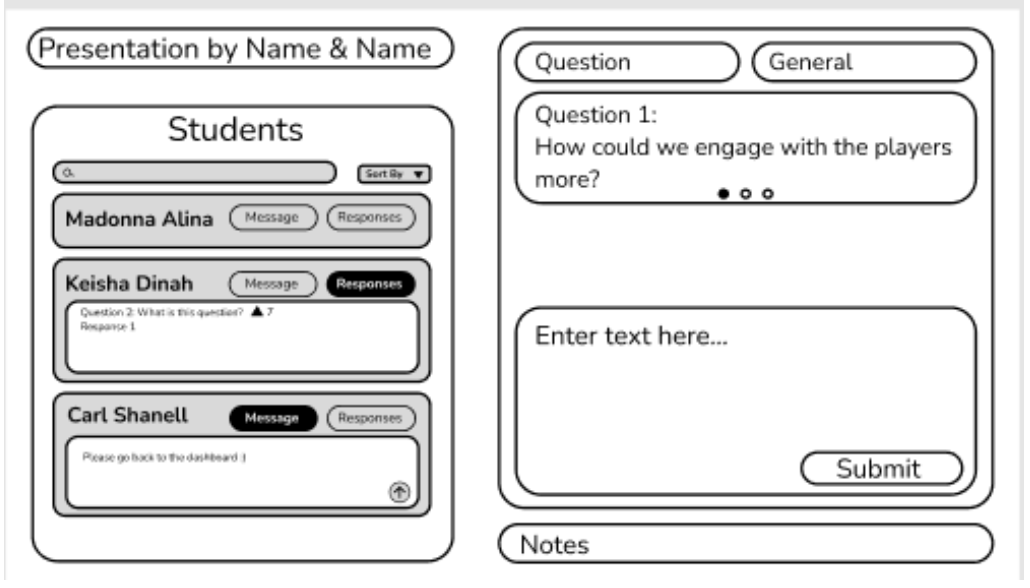 Presentation by Name & Name
Students
Sort By
Madonna Alina
Message
Responses
Keisha Dinah
Message
Responses
Question 2: What is this question? ▲ 7
Response 1
Carl Shanell
Message
Responses
Please go back to the dashboard :)
Question
General
Question 1:
How could we engage with the players
more?
Enter text here...
Submit
Notes